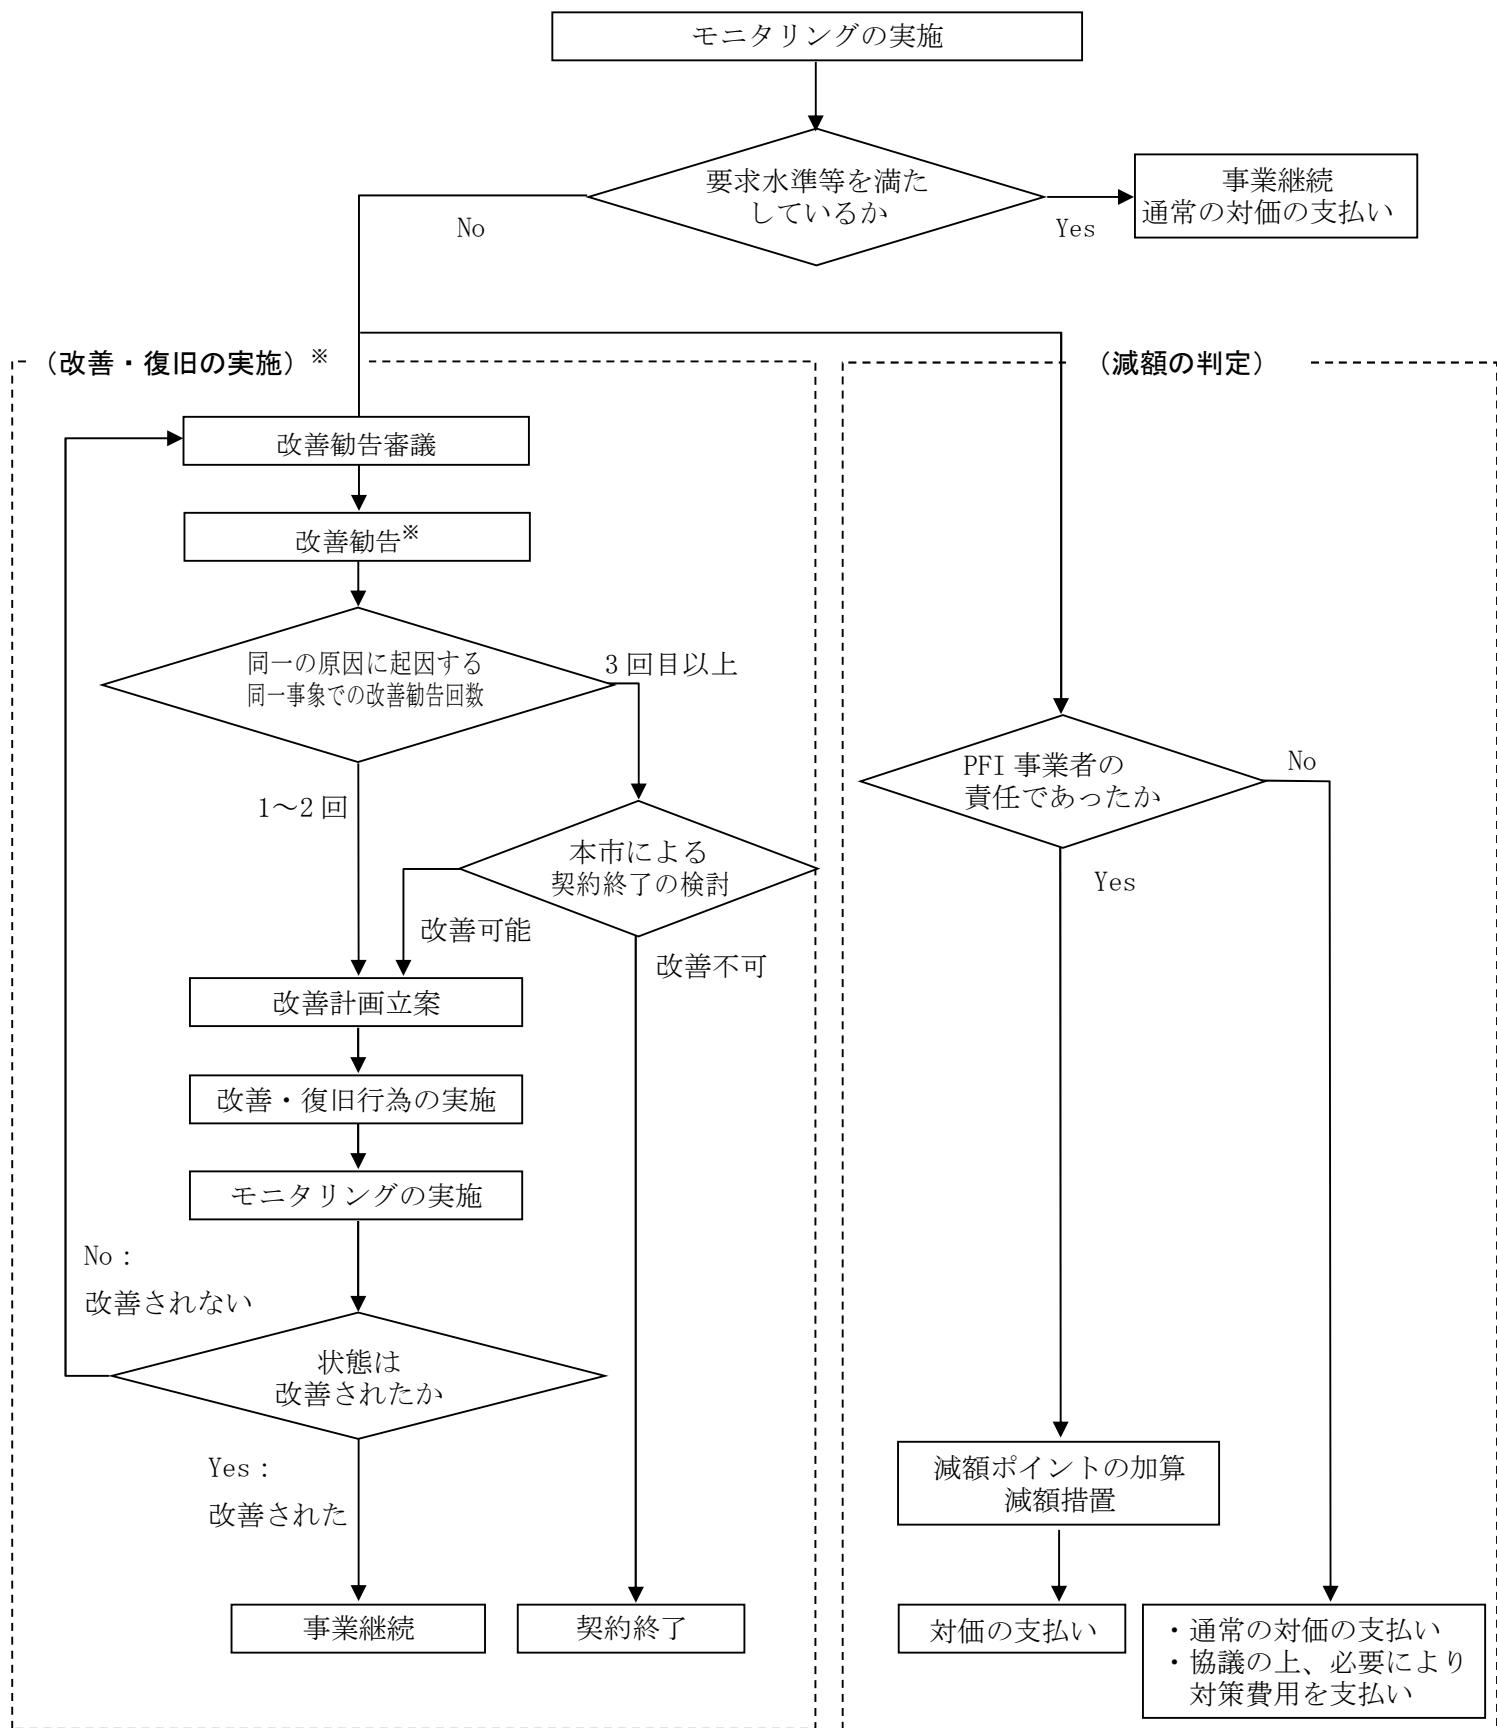 モニタリングの実施
要求水準等を満た
しているか
事業継続
通常の対価の支払い
No
Yes
(改善・復旧の実施)※
(減額の判定)
改善勧告審議
改善勧告※
同一の原因に起因する
同一事象での改善勧告回数
3回目以上
1～2回
本市による
契約終了の検討
改善可能
改善不可
PFI 事業者の
責任であったか
No
Yes
改善計画立案
改善・復旧行為の実施
モニタリングの実施
No：
改善されない
状態は
改善されたか
Yes：
改善された
減額ポイントの加算
減額措置
事業継続
契約終了
対価の支払い
・通常の対価の支払い
・協議の上、必要により
対策費用を支払い